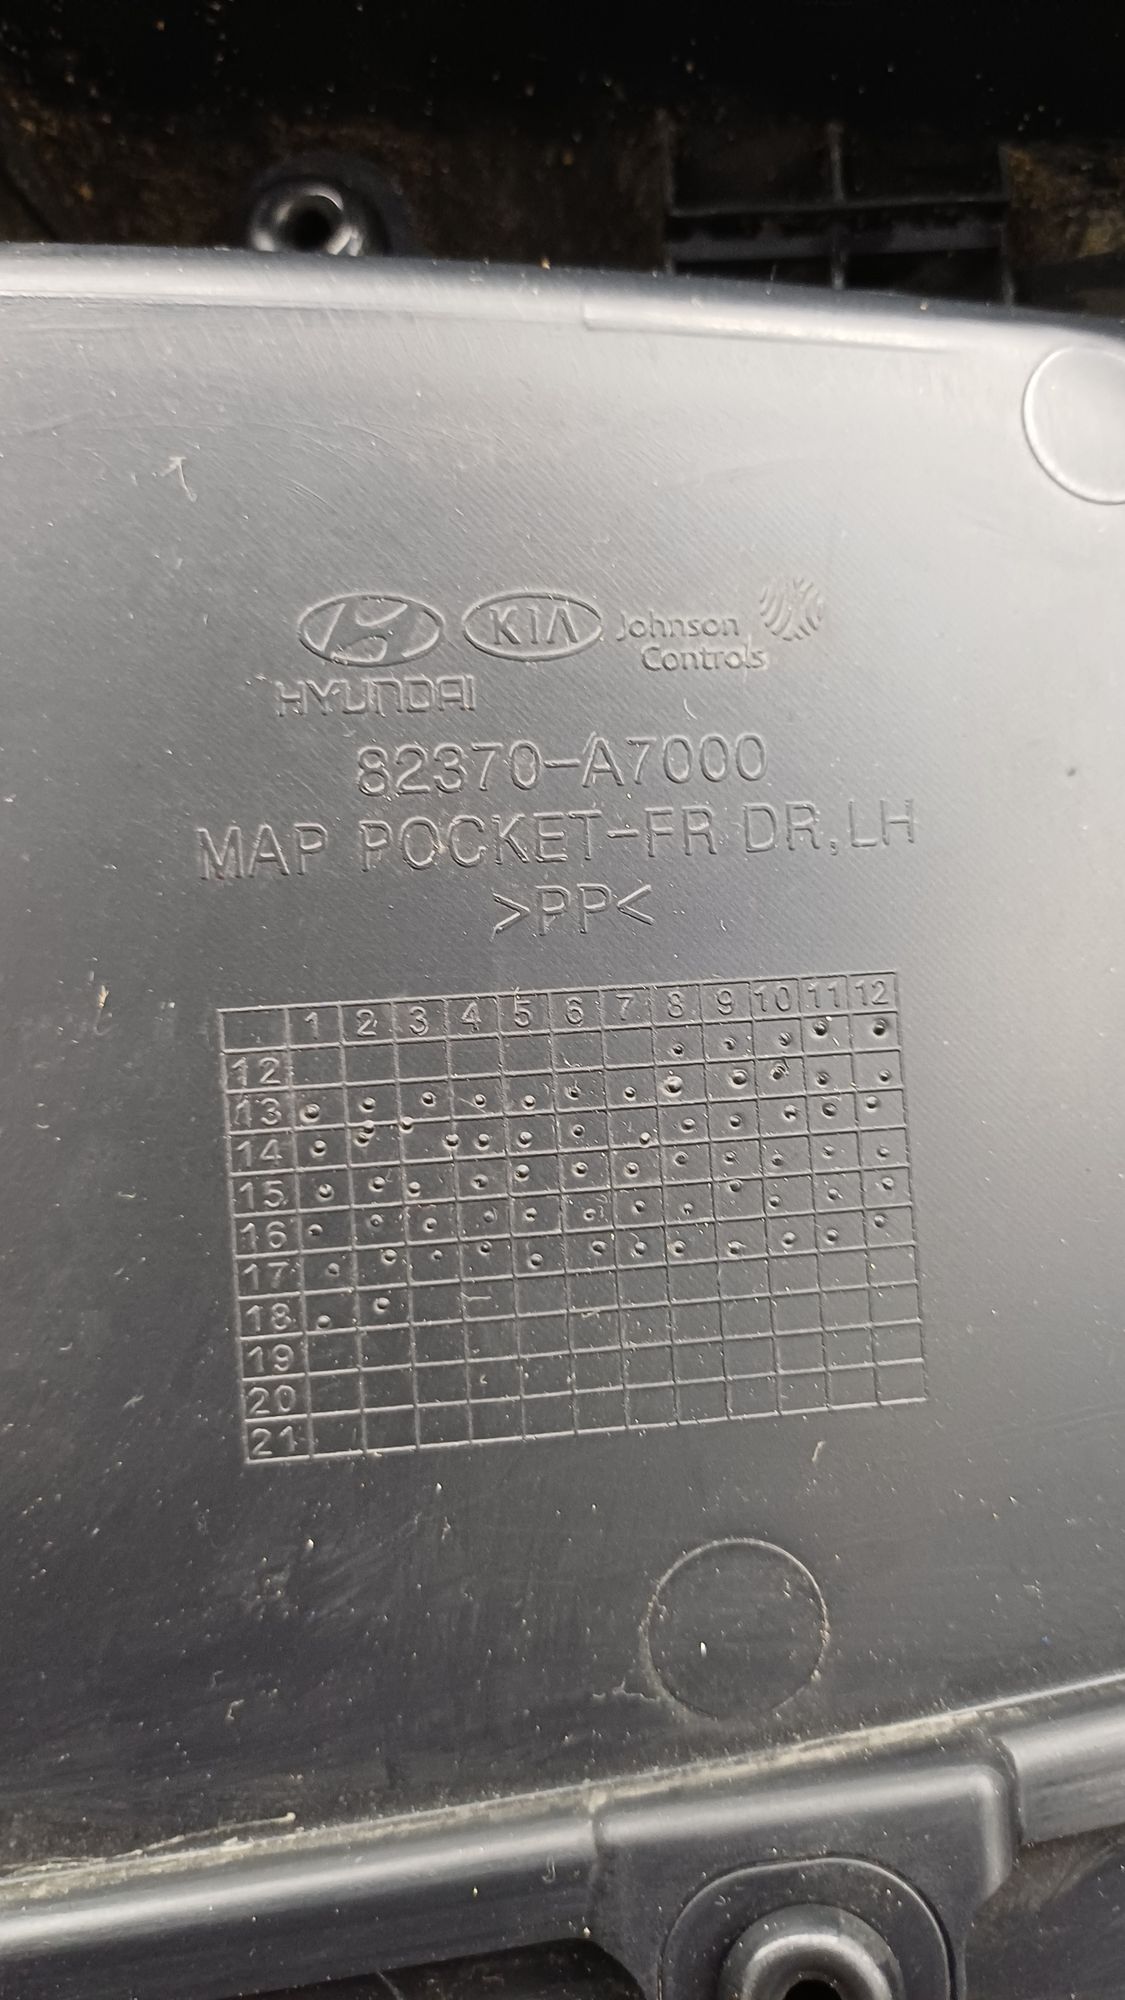 KIA Johnson
Controls
HYUNDAI
82370-A7000
MAP POCKET-FR DR,LH
>PP<
1 2 3 4 5 6 7 8 9 10 11 12
12
13
14
15
16
17
18
19
20
21